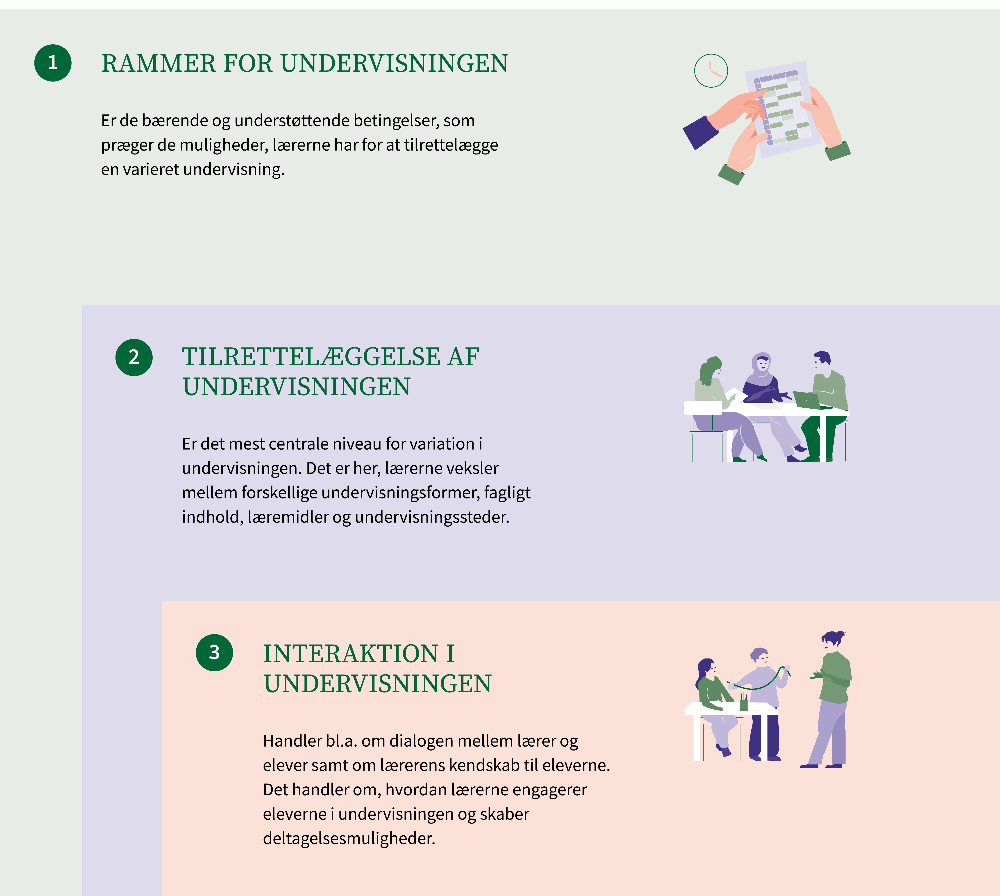 1
RAMMER FOR UNDERVISNINGEN
Er de bærende og understøttende betingelser, som
præger de muligheder, lærerne har for at tilrettelægge
en varieret undervisning.
2
TILRETTELÆGGELSE AF
UNDERVISNINGEN
Er det mest centrale niveau for variation i
undervisningen. Det er her, lærerne veksler
mellem forskellige undervisningsformer, fagligt
indhold, læremidler og undervisningssteder.
3
INTERAKTION I
UNDERVISNINGEN
Handler bl.a. om dialogen mellem lærer og
elever samt om lærerens kendskab til eleverne.
Det handler om, hvordan lærerne engagerer
eleverne i undervisningen og skaber
deltagelsesmuligheder.